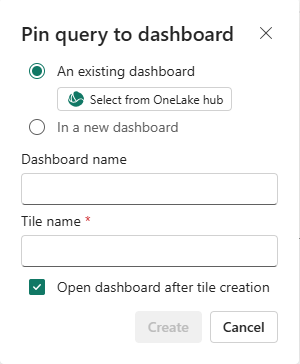 Pin query to dashboard
An existing dashboard
Select from OneLake hub
In a new dashboard
Dashboard name
Tile name *
Open dashboard after tile creation
Create Cancel